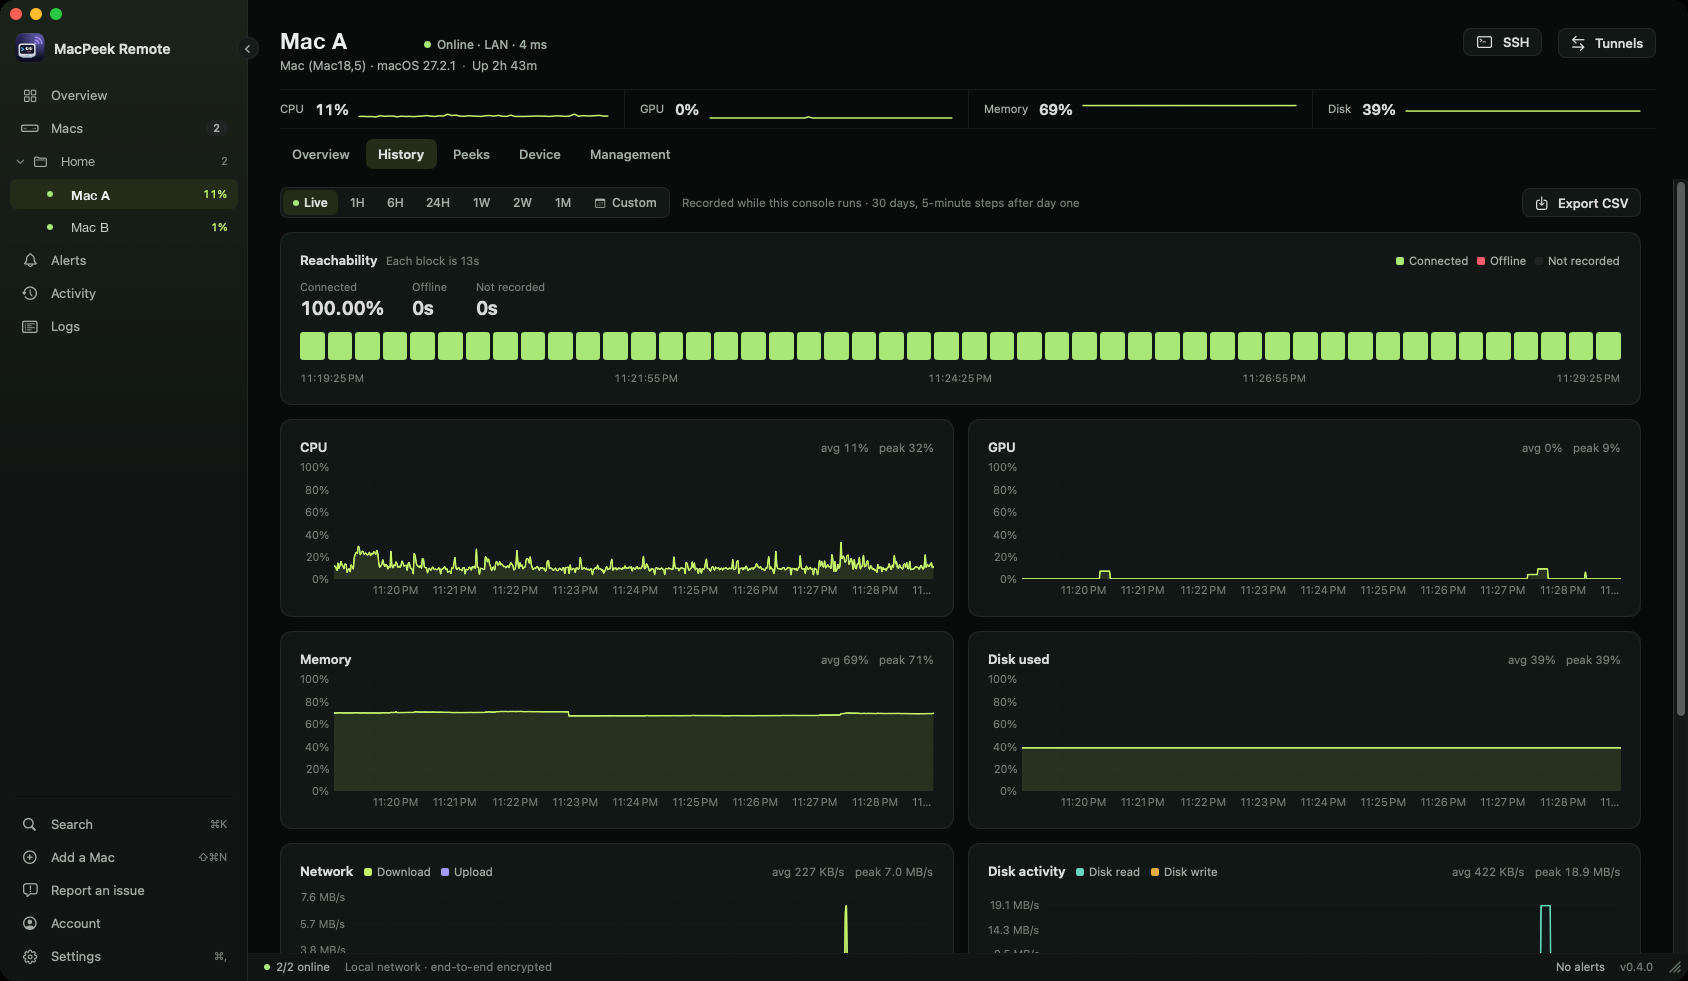 MacPeek Remote
Overview
Macs 2
Home 2
Mac A 11%
Mac B 1%
Alerts
Activity
Logs
Search ⌘K
Add a Mac ⇧⌘N
Report an issue
Account
Settings ⌘,
Mac A Online · LAN · 4 ms
Mac (Mac18,5) · macOS 27.2.1 · Up 2h 43m
SSH Tunnels
CPU 11% GPU 0% Memory 69% Disk 39%
Overview History Peeks Device Management
Live 1H 6H 24H 1W 2W 1M Custom Recorded while this console runs · 30 days, 5-minute steps after day one Export CSV
Reachability Each block is 13s Connected Offline Not recorded
Connected Offline Not recorded
100.00% 0s 0s
11:19:25 PM 11:21:55 PM 11:24:25 PM 11:26:55 PM 11:29:25 PM
CPU avg 11% peak 32%
100%
80%
60%
40%
20%
0%
11:20 PM 11:21 PM 11:22 PM 11:23 PM 11:24 PM 11:25 PM 11:26 PM 11:27 PM 11:28 PM 11…
GPU avg 0% peak 9%
100%
80%
60%
40%
20%
0%
11:20 PM 11:21 PM 11:22 PM 11:23 PM 11:24 PM 11:25 PM 11:26 PM 11:27 PM 11:28 PM 11…
Memory avg 69% peak 71%
100%
80%
60%
40%
20%
0%
11:20 PM 11:21 PM 11:22 PM 11:23 PM 11:24 PM 11:25 PM 11:26 PM 11:27 PM 11:28 PM 11…
Disk used avg 39% peak 39%
100%
80%
60%
40%
20%
0%
11:20 PM 11:21 PM 11:22 PM 11:23 PM 11:24 PM 11:25 PM 11:26 PM 11:27 PM 11:28 PM 11…
Network Download Upload avg 227 KB/s peak 7.0 MB/s
7.6 MB/s
5.7 MB/s
3.8 MB/s
Disk activity Disk read Disk write avg 422 KB/s peak 18.9 MB/s
19.1 MB/s
14.3 MB/s
2/2 online Local network · end-to-end encrypted No alerts v0.4.0